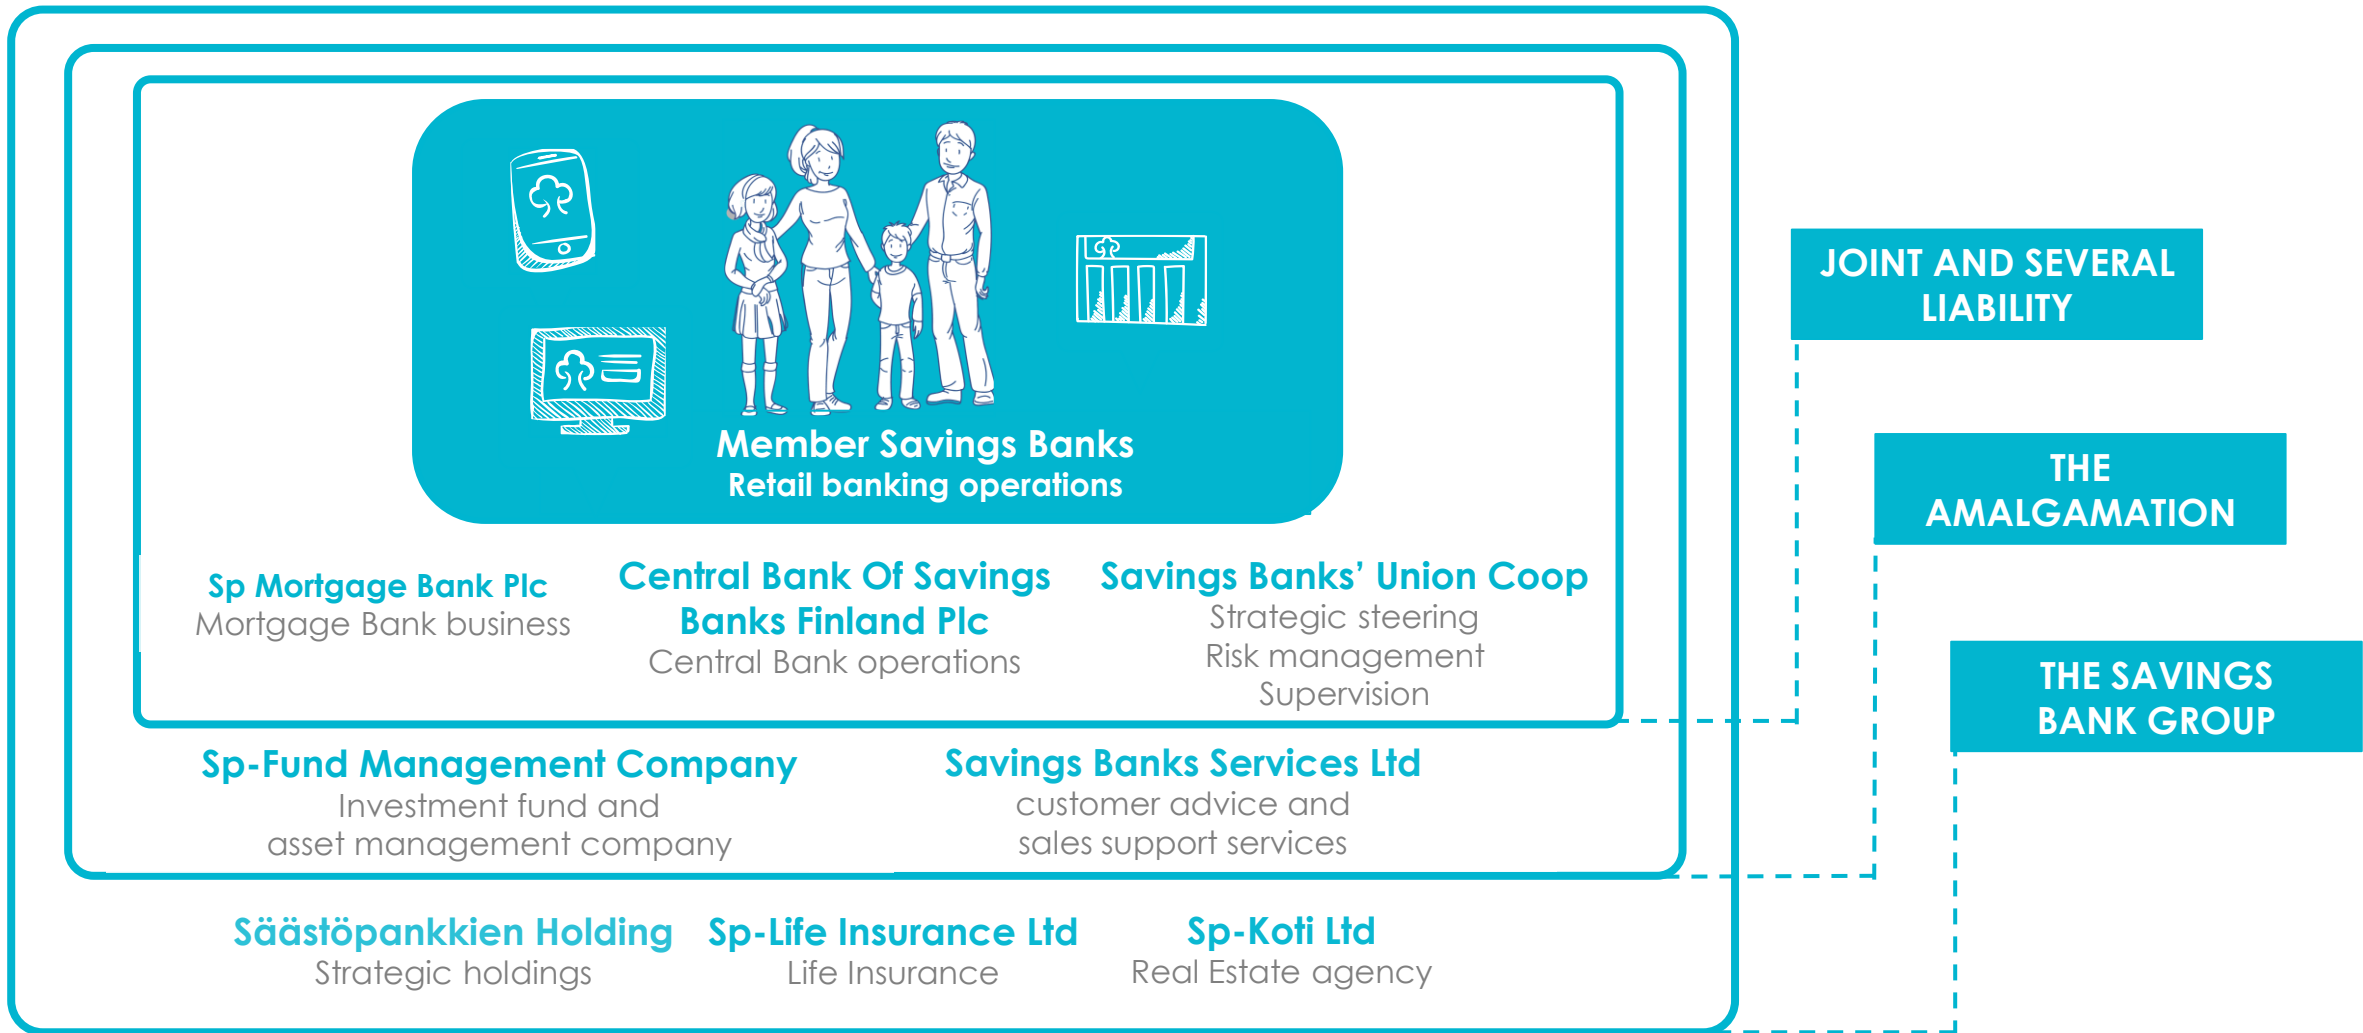 Member Savings Banks
Retail banking operations
Sp Mortgage Bank Plc
Mortgage Bank business
Central Bank Of Savings
Banks Finland Plc
Central Bank operations
Savings Banks’ Union Coop
Strategic steering
Risk management
Supervision
Sp-Fund Management Company
Investment fund and
asset management company
Savings Banks Services Ltd
customer advice and
sales support services
Säästöpankkien Holding
Strategic holdings
Sp-Life Insurance Ltd
Life Insurance
Sp-Koti Ltd
Real Estate agency
JOINT AND SEVERAL
LIABILITY
THE
AMALGAMATION
THE SAVINGS
BANK GROUP